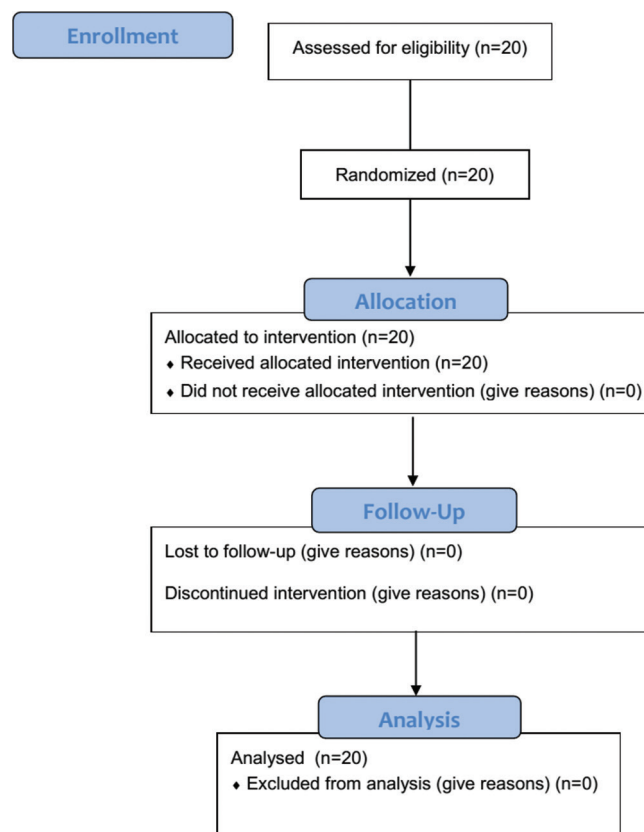 Enrollment
Assessed for eligibility (n=20)
Randomized (n=20)
Allocation
Allocated to intervention (n=20)
♦ Received allocated intervention (n=20)
♦ Did not receive allocated intervention (give reasons) (n=0)
Follow-Up
Lost to follow-up (give reasons) (n=0)
Discontinued intervention (give reasons) (n=0)
Analysis
Analysed (n=20)
♦ Excluded from analysis (give reasons) (n=0)